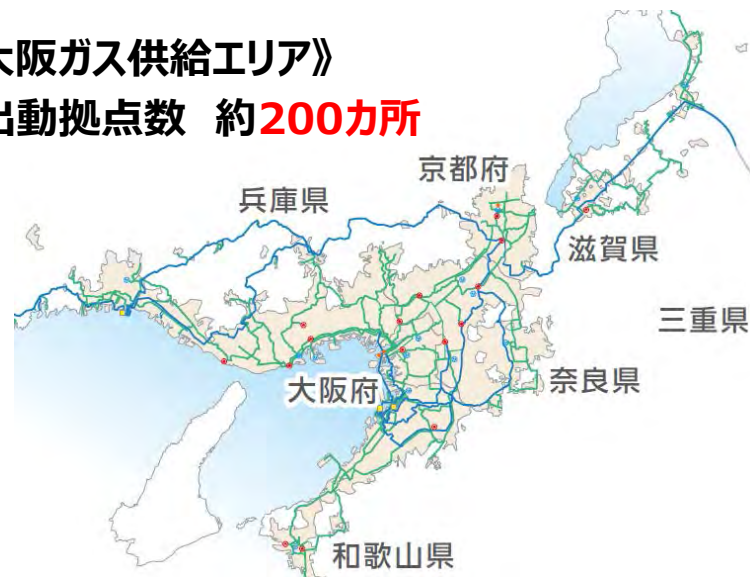 大阪ガス供給エリア》
出動拠点数 約200カ所
京都府
兵庫県
滋賀県
三重県
大阪府
奈良県
和歌山県